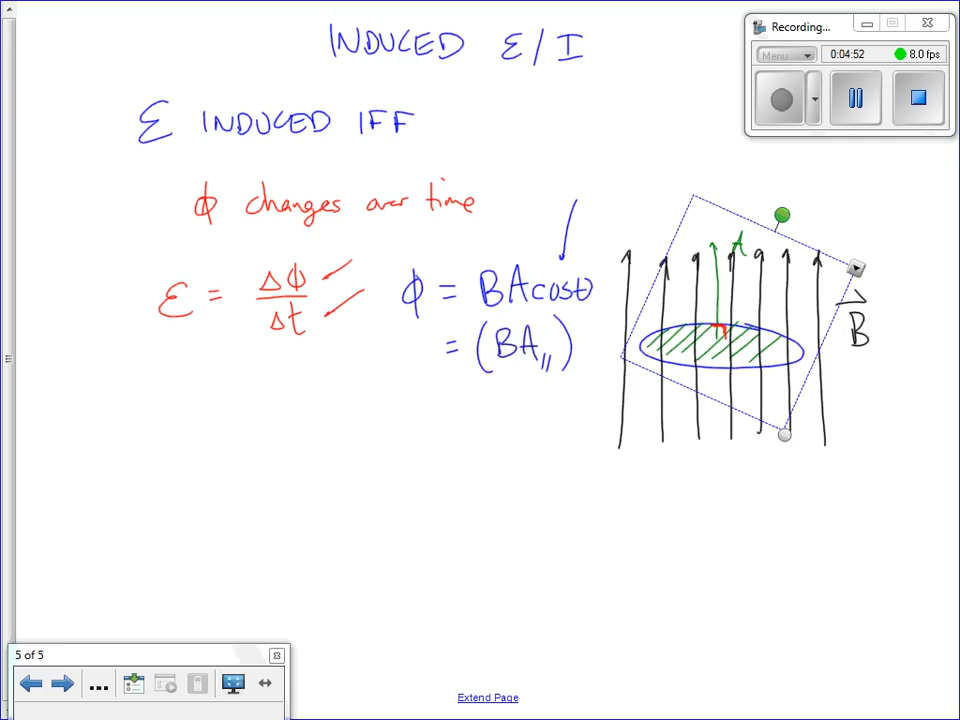 INDUCED ε/I
Recording...
Menu
0:04:52
8.0 fps
ε INDUCED IFF
ϕ changes over time
A
ε = Δϕ/Δt
ϕ = BAcosθ
= (BA∥)
B⃗
5 of 5
...
Extend Page